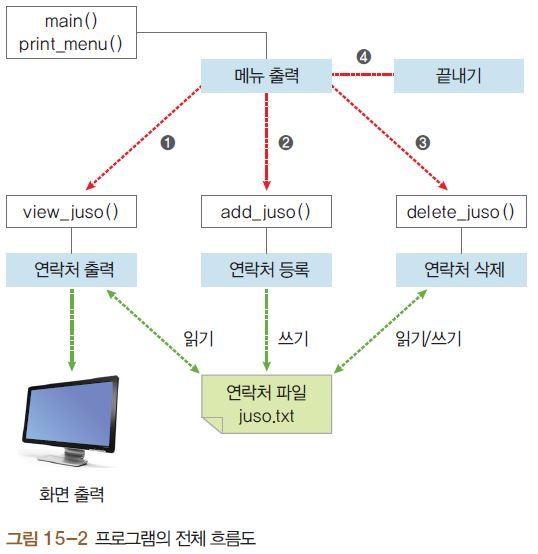 main()
print_menu()
메뉴 출력
❹
끝내기
❶
❷
❸
view_juso()
add_juso()
delete_juso()
연락처 출력
연락처 등록
연락처 삭제
읽기
쓰기
읽기/쓰기
연락처 파일
juso.txt
화면 출력
그림 15-2 프로그램의 전체 흐름도